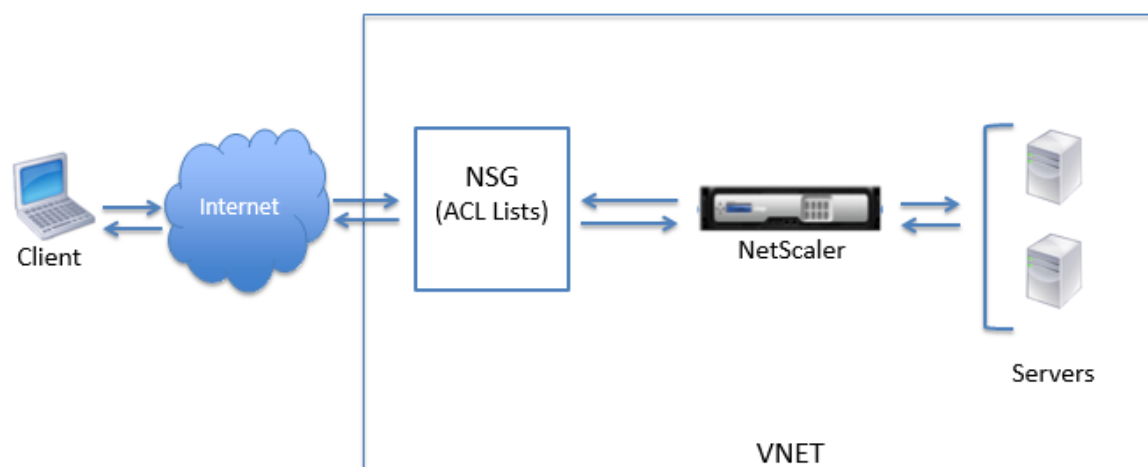 Client
Internet
NSG
(ACL Lists)
NetScaler
Servers
VNET